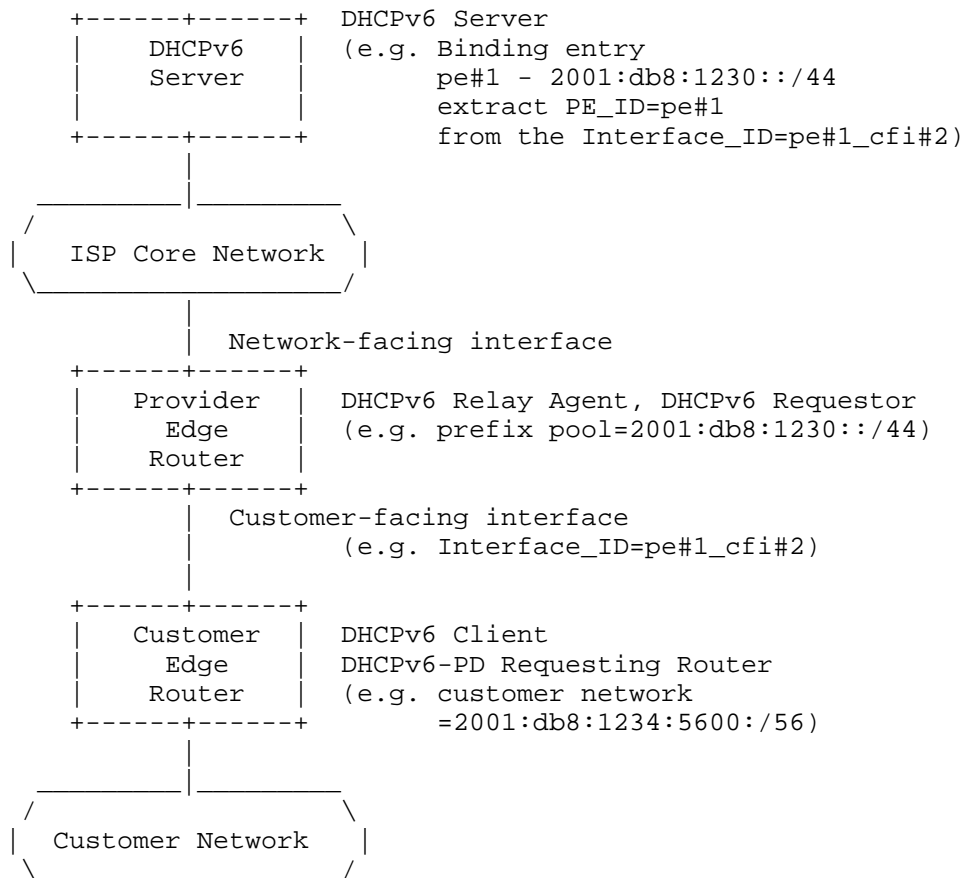 DHCPv6 Server
DHCPv6 (e.g. Binding entry
Server pe#1 - 2001:db8:1230::/44
extract PE_ID=pe#1
from the Interface_ID=pe#1_cfi#2)
ISP Core Network
Network-facing interface
Provider DHCPv6 Relay Agent, DHCPv6 Requestor
Edge (e.g. prefix pool=2001:db8:1230::/44)
Router
Customer-facing interface
(e.g. Interface_ID=pe#1_cfi#2)
Customer DHCPv6 Client
Edge DHCPv6-PD Requesting Router
Router (e.g. customer network
=2001:db8:1234:5600:/56)
Customer Network